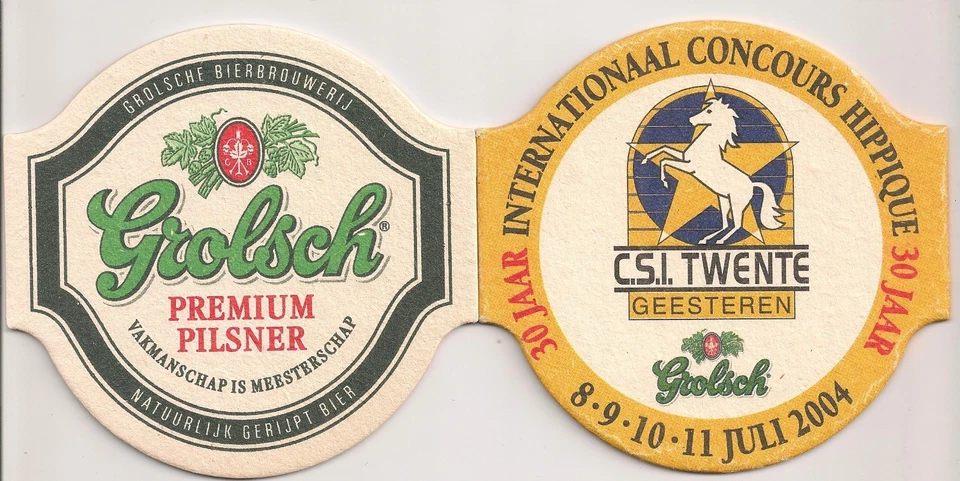 GROLSCHE BIERBROUWERIJ
G B
Grolsch®
PREMIUM
PILSNER
VAKMANSCHAP IS MEESTERSCHAP
NATUURLIJK GERIJPT BIER
30 JAAR INTERNATIONAAL CONCOURS HIPPIQUE 30 JAAR
C.S.I. TWENTE
GEESTEREN
Grolsch
8·9·10·11 JULI 2004